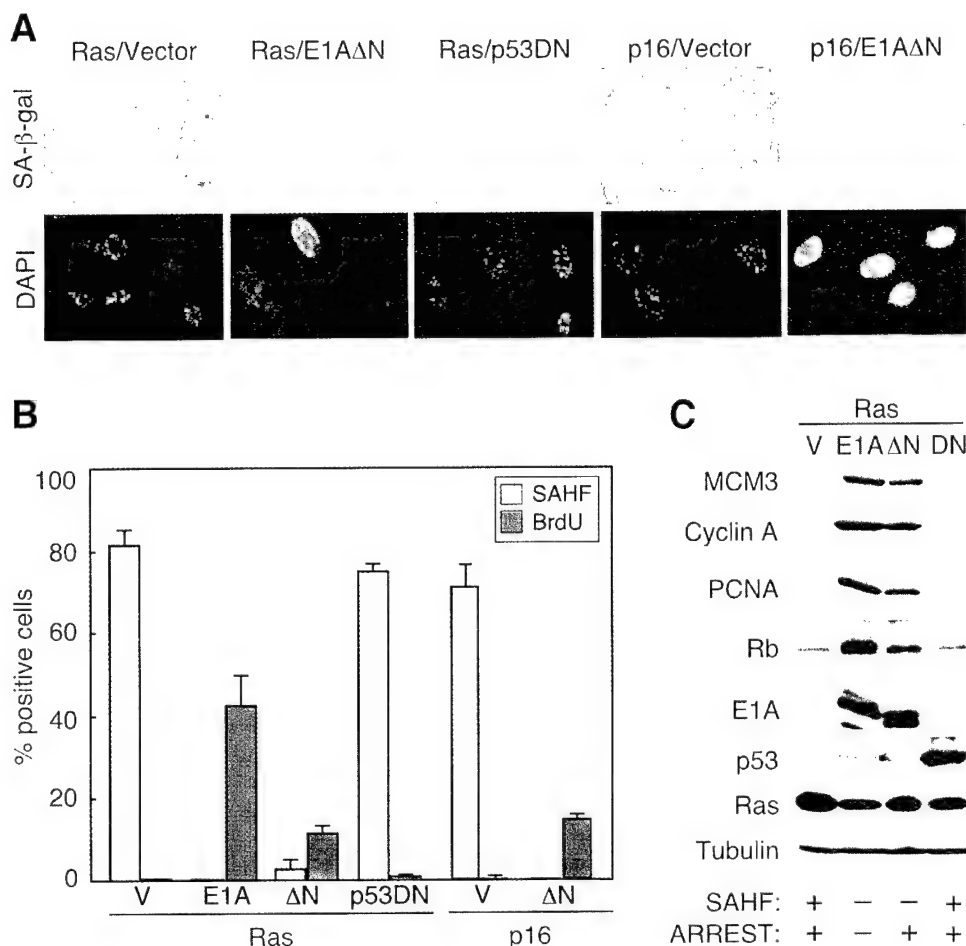 A
Ras/Vector Ras/E1AΔN Ras/p53DN p16/Vector p16/E1AΔN
SA-β-gal
DAPI
B
% positive cells
100
80
60
40
20
0
SAHF
BrdU
V E1A ΔN p53DN V ΔN
Ras p16
C
Ras
V E1A ΔN DN
MCM3
Cyclin A
PCNA
Rb
E1A
p53
Ras
Tubulin
SAHF: + − − +
ARREST: + − + +